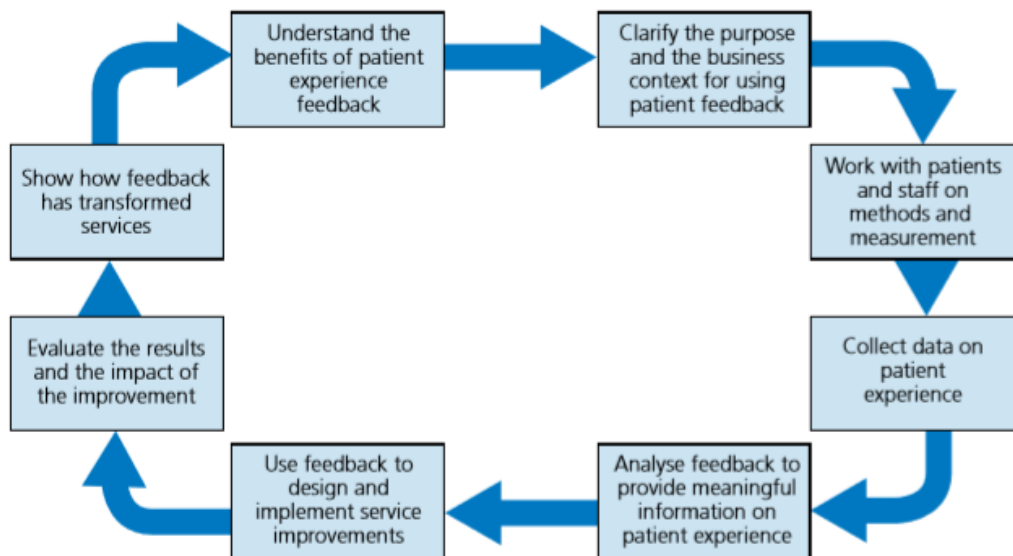 Understand the
benefits of patient
experience
feedback
Clarify the purpose
and the business
context for using
patient feedback
Work with patients
and staff on
methods and
measurement
Collect data on
patient
experience
Analyse feedback to
provide meaningful
information on
patient experience
Use feedback to
design and
implement service
improvements
Evaluate the results
and the impact of
the improvement
Show how feedback
has transformed
services